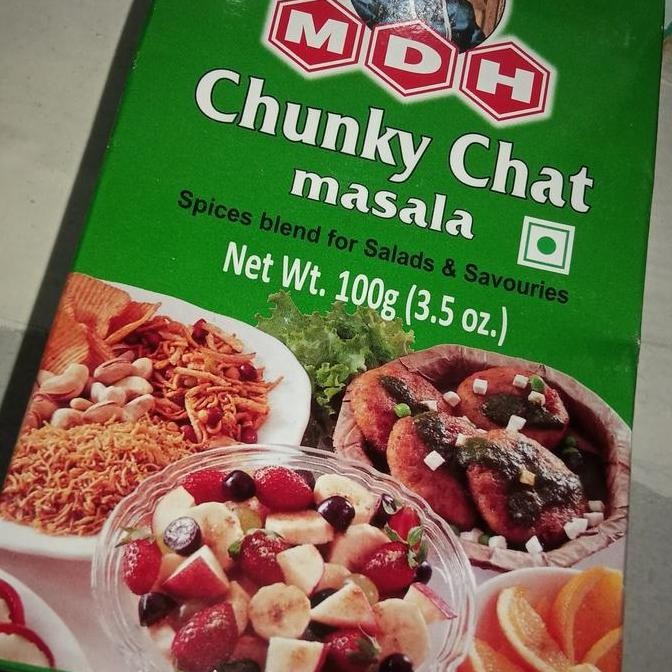 MDH
Chunky Chat
masala
Spices blend for Salads & Savouries
Net Wt. 100g (3.5 oz.)